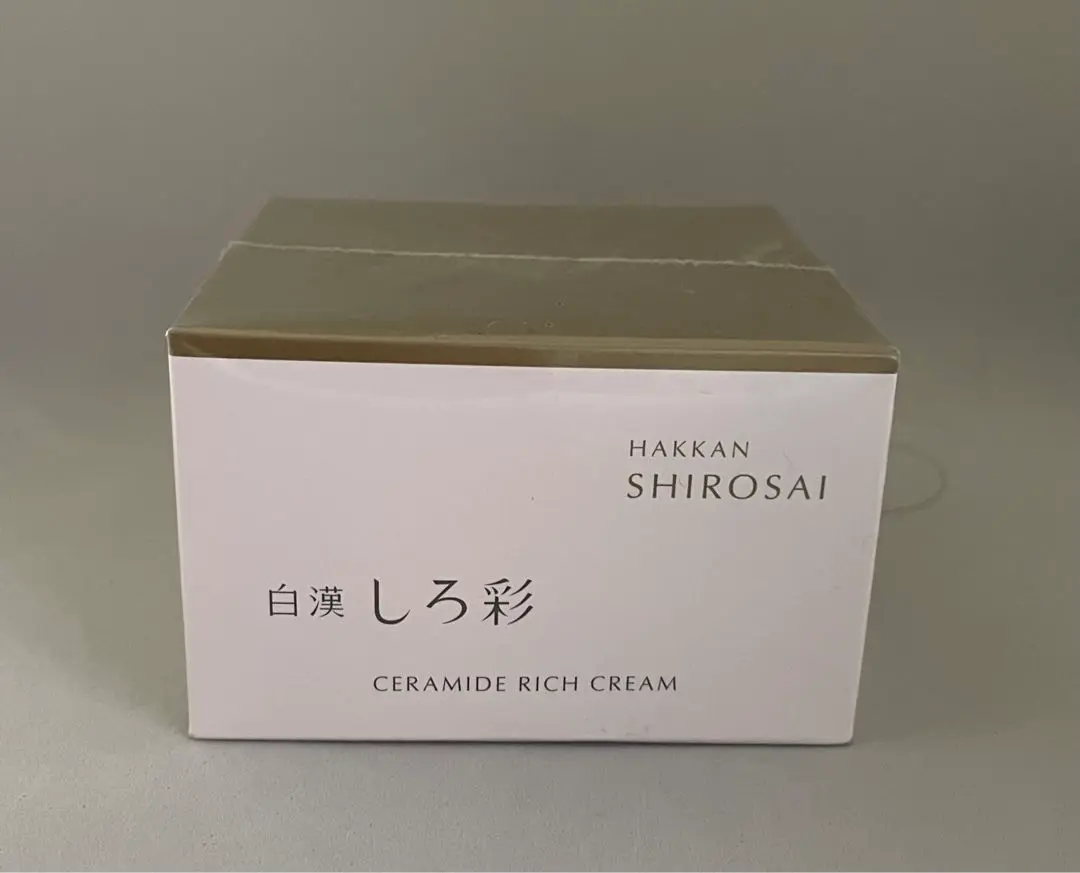 HAKKAN
SHIROSAI
白漢 しろ彩
CERAMIDE RICH CREAM